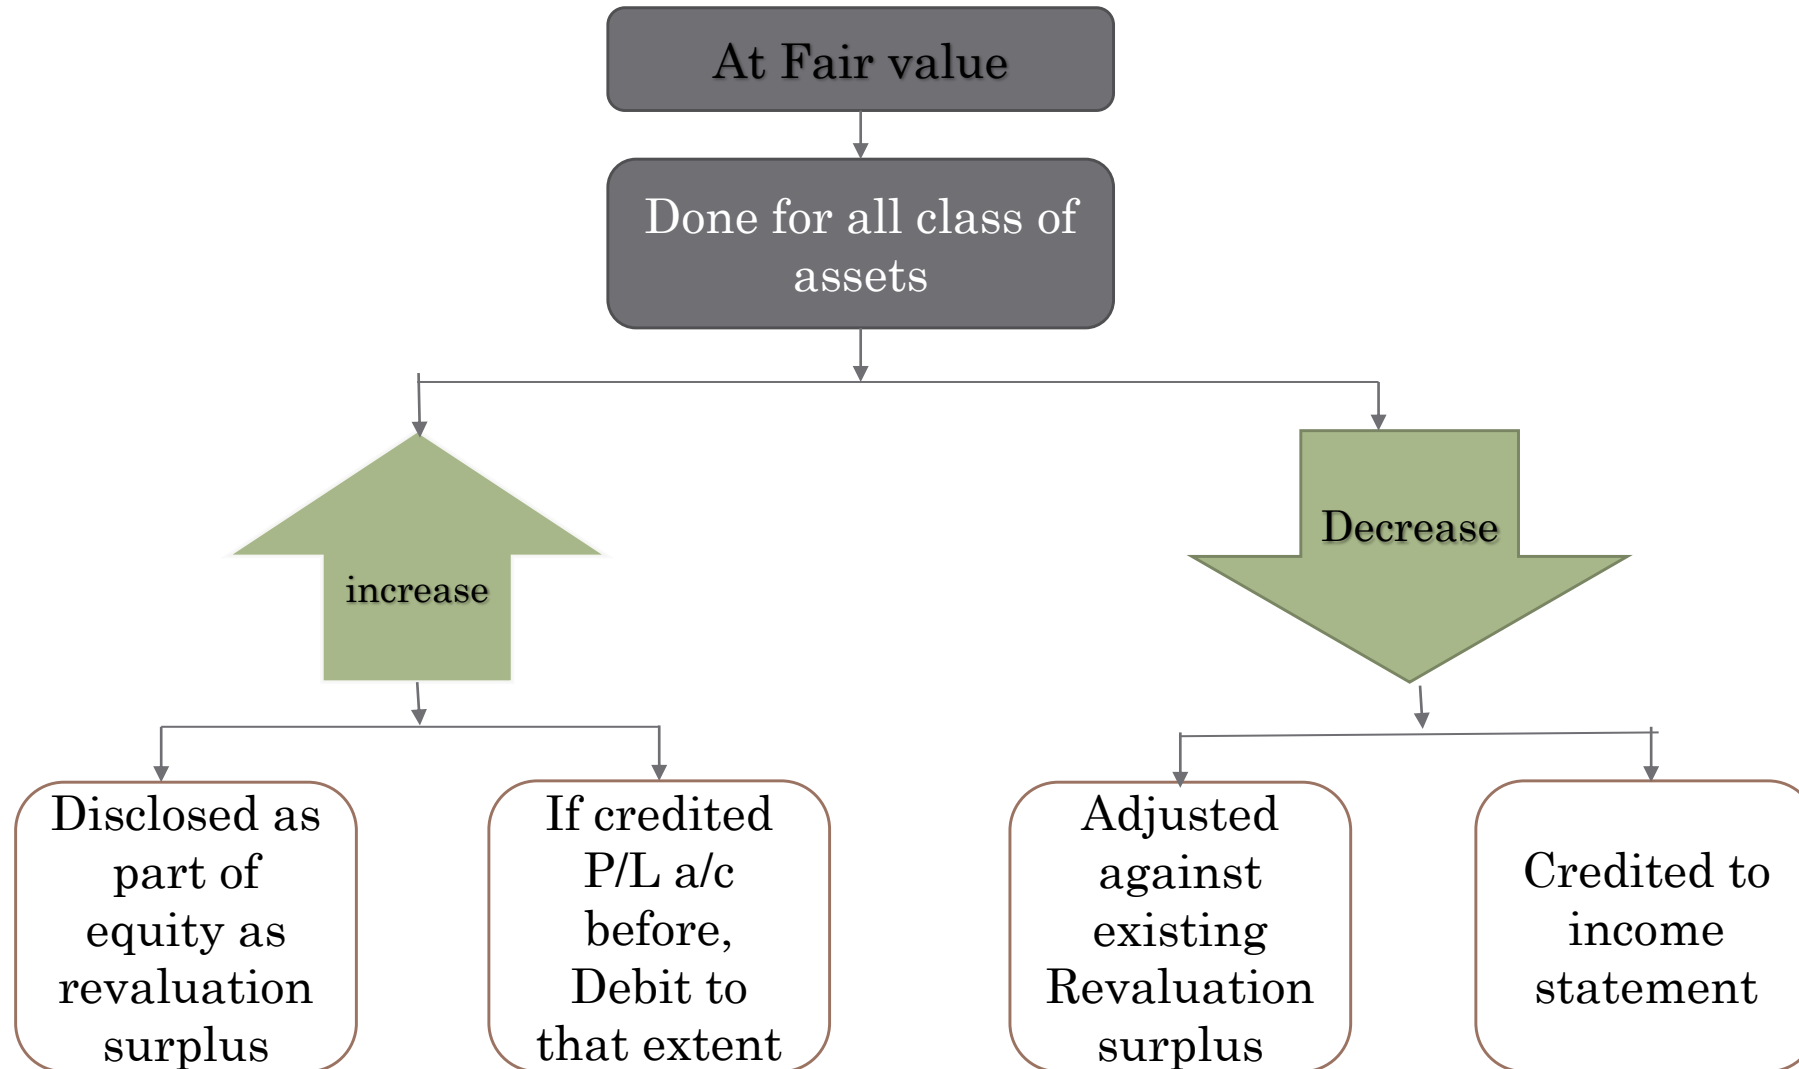 At Fair value
Done for all class of
assets
increase
Decrease
Disclosed as
part of
equity as
revaluation
surplus
If credited
P/L a/c
before,
Debit to
that extent
Adjusted
against
existing
Revaluation
surplus
Credited to
income
statement